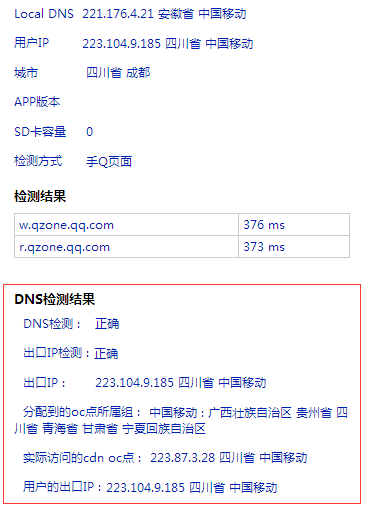 Local DNS 221.176.4.21 安徽省 中国移动
用户IP 223.104.9.185 四川省 中国移动
城市 四川省 成都
APP版本
SD卡容量 0
检测方式 手Q页面
检测结果
w.qzone.qq.com 376 ms
r.qzone.qq.com 373 ms
DNS检测结果
DNS检测： 正确
出口IP检测：正确
出口IP： 223.104.9.185 四川省 中国移动
分配到的oc点所属组： 中国移动：广西壮族自治区 贵州省 四
川省 青海省 甘肃省 宁夏回族自治区
实际访问的cdn oc点： 223.87.3.28 四川省 中国移动
用户的出口IP：223.104.9.185 四川省 中国移动